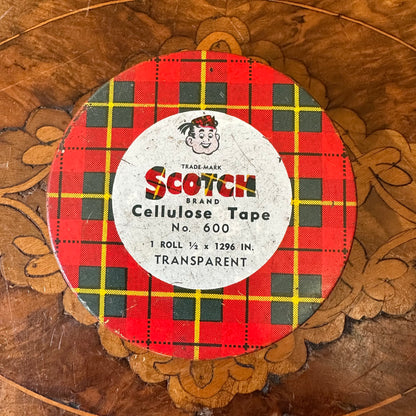 TRADE-MARK
SCOTCH
BRAND
Cellulose Tape
No. 600
1 ROLL ½ x 1296 IN.
TRANSPARENT